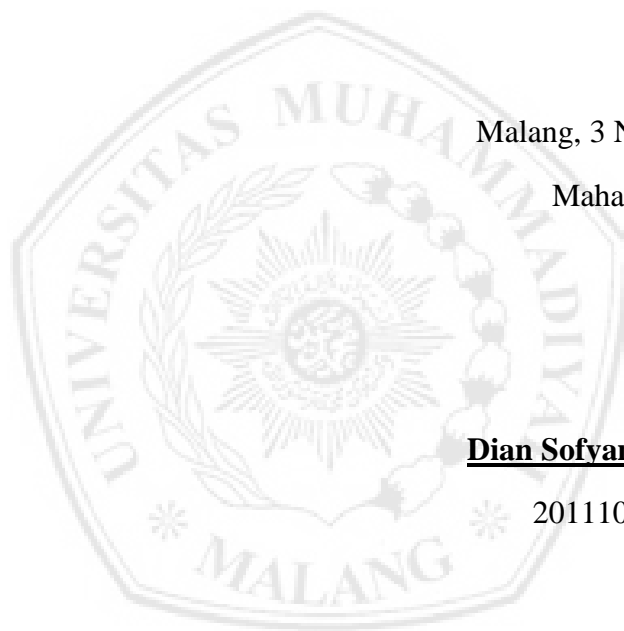 UNIVERSITAS MUHAMMADIYAH
MALANG
Malang, 3 N
Maha
Dian Sofyan
201110